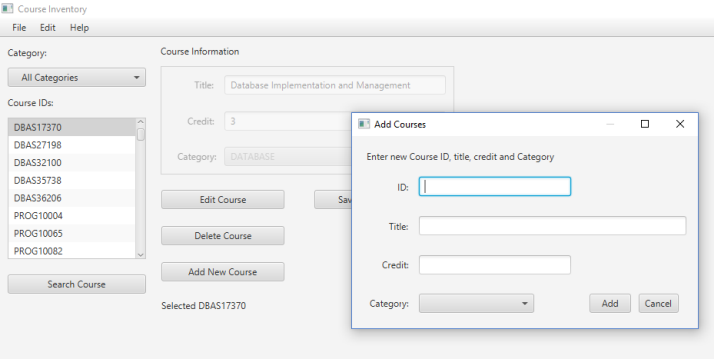 Course Inventory
File Edit Help
Category:
All Categories
Course IDs:
DBAS17370
DBAS27198
DBAS32100
DBAS35738
DBAS36206
PROG10004
PROG10065
PROG10082
Search Course
Course Information
Title: Database Implementation and Management
Credit: 3
Category: DATABASE
Edit Course
Sav
Delete Course
Add New Course
Selected DBAS17370
Add Courses
Enter new Course ID, title, credit and Category
ID:
Title:
Credit:
Category:
Add Cancel